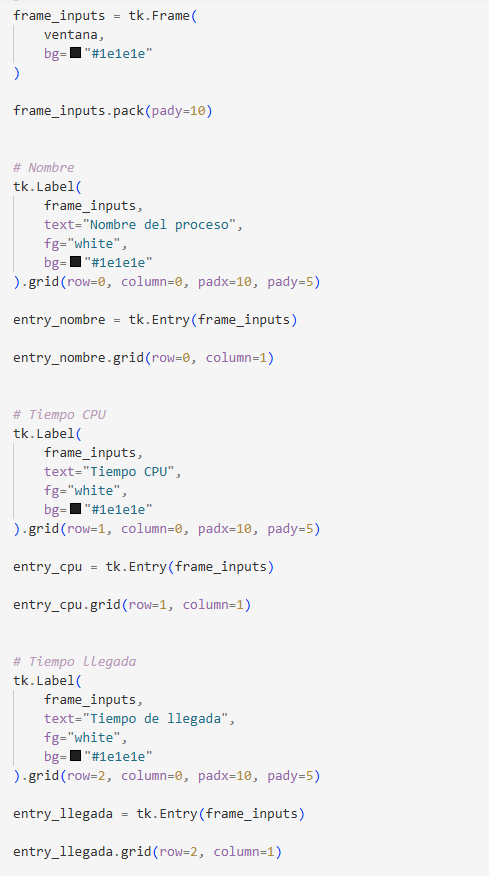 frame_inputs = tk.Frame(
    ventana,
    bg="#1e1e1e"
)
frame_inputs.pack(pady=10)
# Nombre
tk.Label(
    frame_inputs,
    text="Nombre del proceso",
    fg="white",
    bg="#1e1e1e"
).grid(row=0, column=0, padx=10, pady=5)
entry_nombre = tk.Entry(frame_inputs)
entry_nombre.grid(row=0, column=1)
# Tiempo CPU
tk.Label(
    frame_inputs,
    text="Tiempo CPU",
    fg="white",
    bg="#1e1e1e"
).grid(row=1, column=0, padx=10, pady=5)
entry_cpu = tk.Entry(frame_inputs)
entry_cpu.grid(row=1, column=1)
# Tiempo llegada
tk.Label(
    frame_inputs,
    text="Tiempo de llegada",
    fg="white",
    bg="#1e1e1e"
).grid(row=2, column=0, padx=10, pady=5)
entry_llegada = tk.Entry(frame_inputs)
entry_llegada.grid(row=2, column=1)